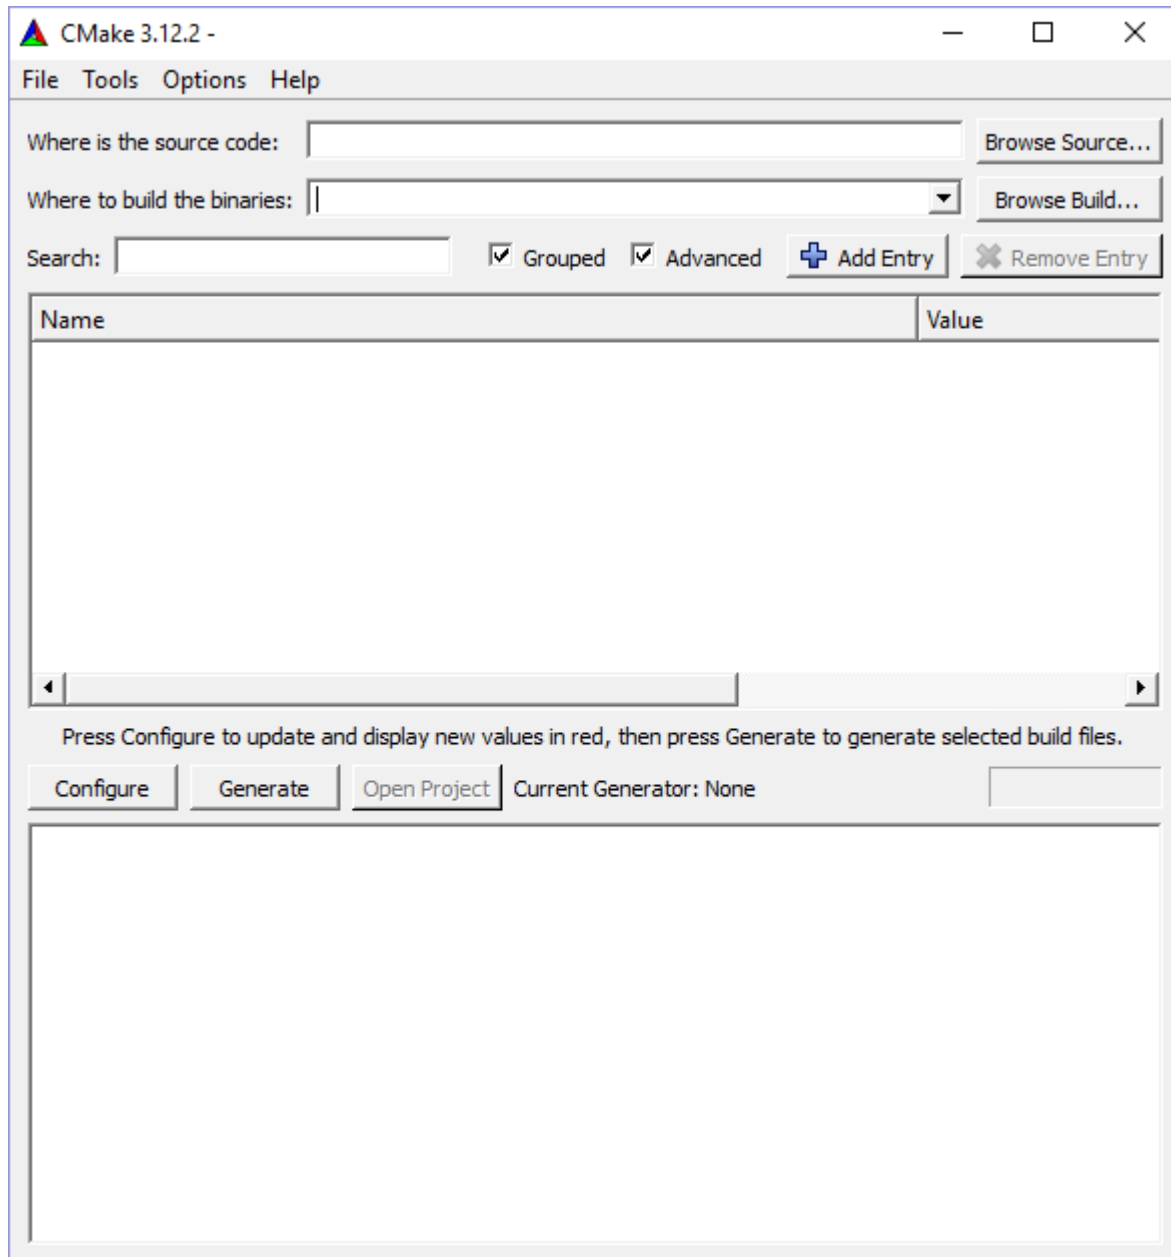 CMake 3.12.2 -
File Tools Options Help
Where is the source code: Browse Source...
Where to build the binaries: Browse Build...
Search: Grouped Advanced Add Entry Remove Entry
Name Value
Press Configure to update and display new values in red, then press Generate to generate selected build files.
Configure Generate Open Project Current Generator: None